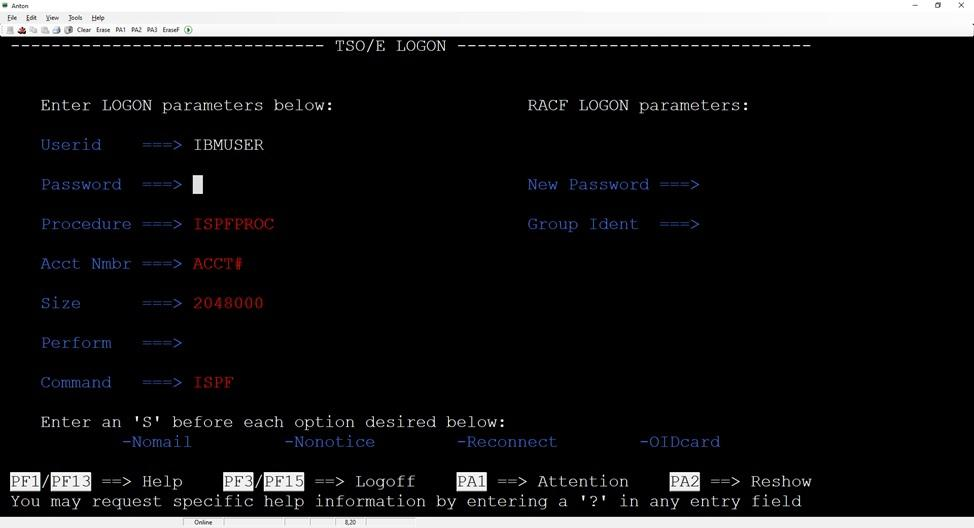 Anton
File Edit View Tools Help
Clear Erase PA1 PA2 PA3 EraseF
------------------------------- TSO/E LOGON -----------------------------------
Enter LOGON parameters below: RACF LOGON parameters:
Userid ===> IBMUSER
Password ===> New Password ===>
Procedure ===> ISPFPROC Group Ident ===>
Acct Nmbr ===> ACCT#
Size ===> 2048000
Perform ===>
Command ===> ISPF
Enter an 'S' before each option desired below:
-Nomail -Nonotice -Reconnect -OIDcard
PF1/PF13 ==> Help PF3/PF15 ==> Logoff PA1 ==> Attention PA2 ==> Reshow
You may request specific help information by entering a '?' in any entry field
Online 8,20